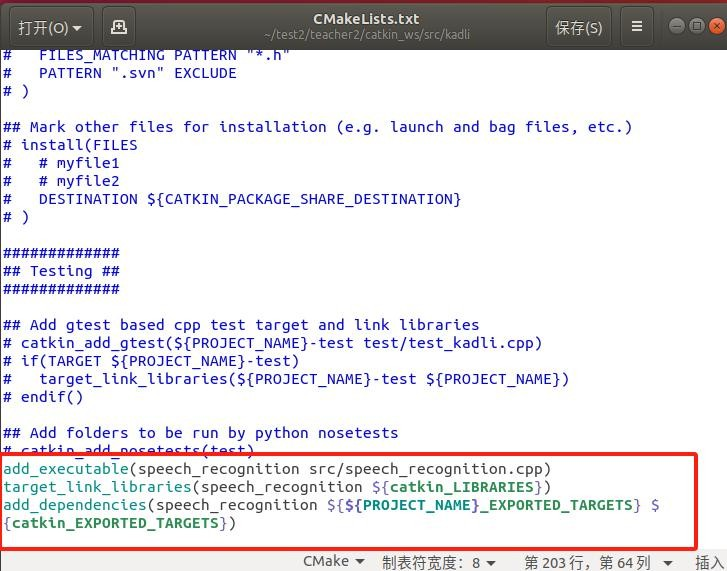 打开(O)
CMakeLists.txt
~/test2/teacher2/catkin_ws/src/kadli
保存(S)
#   FILES_MATCHING PATTERN "*.h"
#   PATTERN ".svn" EXCLUDE
# )
## Mark other files for installation (e.g. launch and bag files, etc.)
# install(FILES
#   # myfile1
#   # myfile2
#   DESTINATION ${CATKIN_PACKAGE_SHARE_DESTINATION}
# )
#############
## Testing ##
#############
## Add gtest based cpp test target and link libraries
# catkin_add_gtest(${PROJECT_NAME}-test test/test_kadli.cpp)
# if(TARGET ${PROJECT_NAME}-test)
#   target_link_libraries(${PROJECT_NAME}-test ${PROJECT_NAME})
# endif()
## Add folders to be run by python nosetests
# catkin_add_nosetests(test)
add_executable(speech_recognition src/speech_recognition.cpp)
target_link_libraries(speech_recognition ${catkin_LIBRARIES})
add_dependencies(speech_recognition ${${PROJECT_NAME}_EXPORTED_TARGETS} $
{catkin_EXPORTED_TARGETS})
CMake 制表符宽度：8 第 203 行，第 64 列 插入